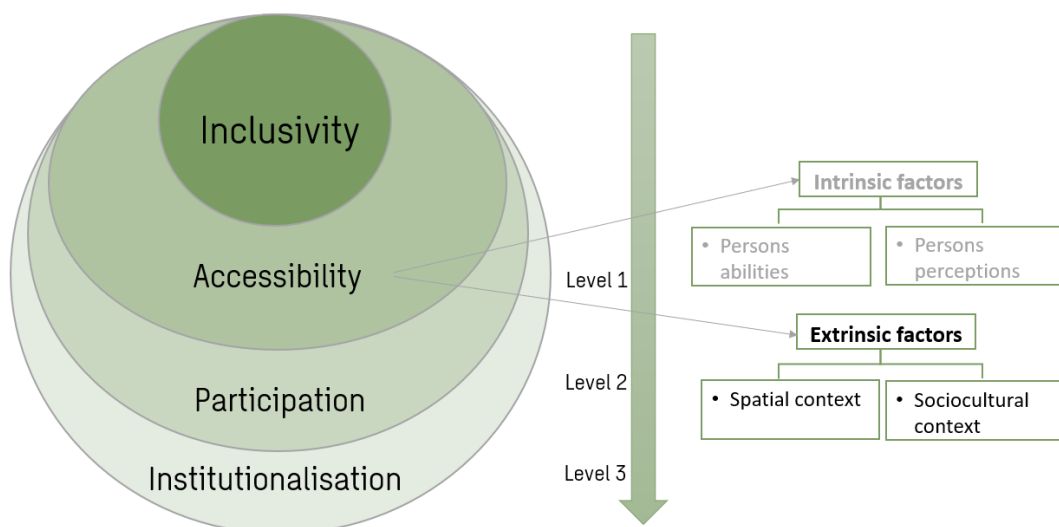 Inclusivity
Accessibility
Participation
Institutionalisation
Level 1
Level 2
Level 3
Intrinsic factors
• Persons
abilities
• Persons
perceptions
Extrinsic factors
• Spatial context
• Sociocultural
context